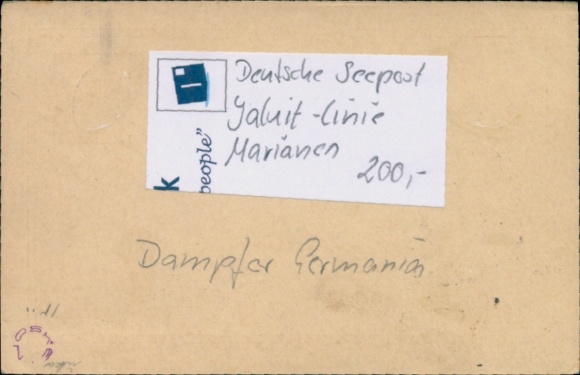 Deutsche Seepost
Jaluit-Linie
Marianen
200,-
k
people”
Dampfer Germania